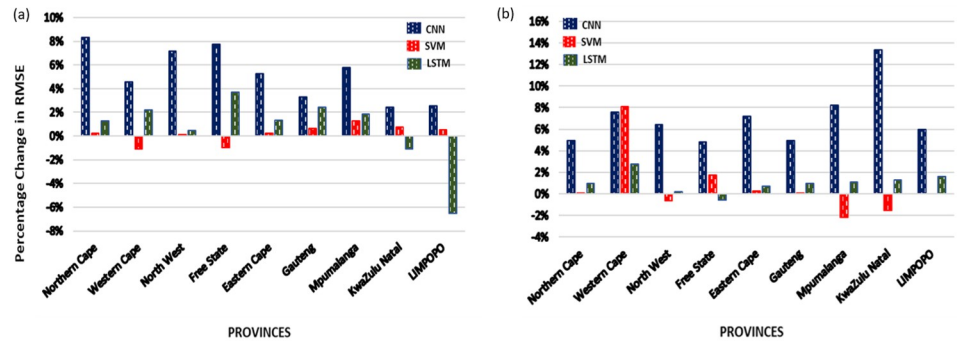 (a)
Percentage Change in RMSE
10%
8%
6%
4%
2%
0%
-2%
-4%
-6%
-8%
CNN
SVM
LSTM
Northern Cape
Western Cape
North West
Free State
Eastern Cape
Gauteng
Mpumalanga
KwaZulu Natal
LIMPOPO
PROVINCES
(b)
16%
14%
12%
10%
8%
6%
4%
2%
0%
-2%
-4%
CNN
SVM
LSTM
Northern Cape
Western Cape
North West
Free State
Eastern Cape
Gauteng
Mpumalanga
KwaZulu Natal
LIMPOPO
PROVINCES